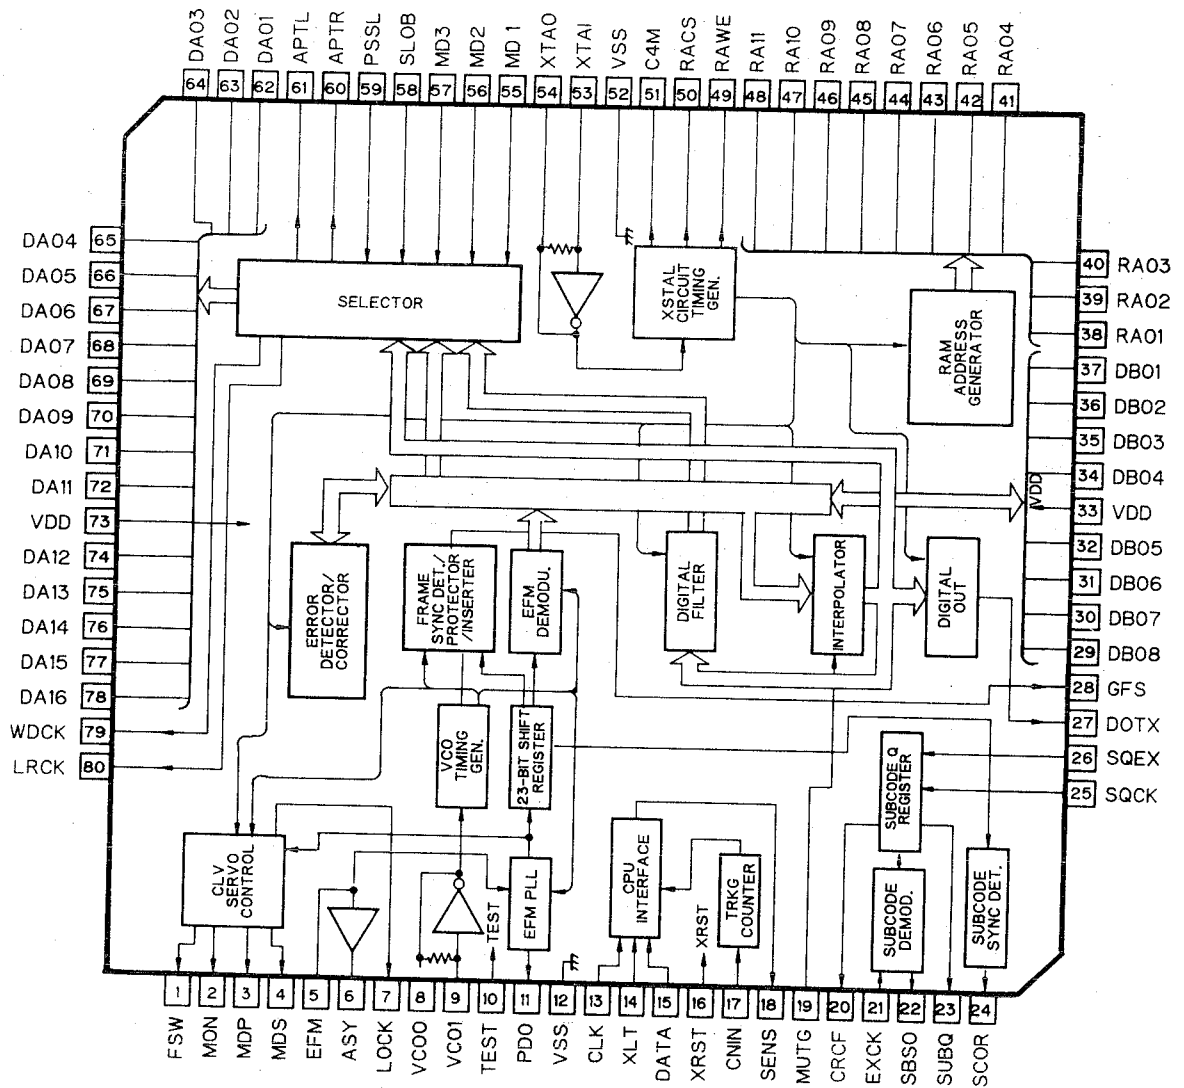 DA03 DA02 DA01 APTL APTR PSSL SLOB MD3 MD2 MD1 XTAO XTAI VSS C4M RACS RAWE RA11 RA10 RA09 RA08 RA07 RA06 RA05 RA04
64 63 62 61 60 59 58 57 56 55 54 53 52 51 50 49 48 47 46 45 44 43 42 41
DA04 65
DA05 66
DA06 67
DA07 68
DA08 69
DA09 70
DA10 71
DA11 72
VDD 73
DA12 74
DA13 75
DA14 76
DA15 77
DA16 78
WDCK 79
LRCK 80
40 RA03
39 RA02
38 RA01
37 DB01
36 DB02
35 DB03
34 DB04
33 VDD
32 DB05
31 DB06
30 DB07
29 DB08
28 GFS
27 DOTX
26 SQEX
25 SQCK
VDD
SELECTOR
XSTAL
CIRCUIT
TIMING
GEN.
RAM
ADDRESS
GENERATOR
ERROR
DETECTOR/
CORRECTOR
FRAME
SYNC DET./
PROTECTOR
/INSERTER
EFM
DEMODU.
DIGITAL
FILTER
INTERPOLATOR
DIGITAL
OUT
VCO
TIMING
GEN.
23-BIT SHIFT
REGISTER
SUBCODE Q
REGISTER
CLV
SERVO
CONTROL
TEST
EFM PLL
CPU
INTERFACE
XRST
TRKG
COUNTER
SUBCODE
DEMOD.
SUBCODE
SYNC DET.
1 2 3 4 5 6 7 8 9 10 11 12 13 14 15 16 17 18 19 20 21 22 23 24
FSW MON MDP MDS EFM ASY LOCK VCOO VCO1 TEST PDO VSS CLK XLT DATA XRST CNIN SENS MUTG CRCF EXCK SBSO SUBQ SCOR